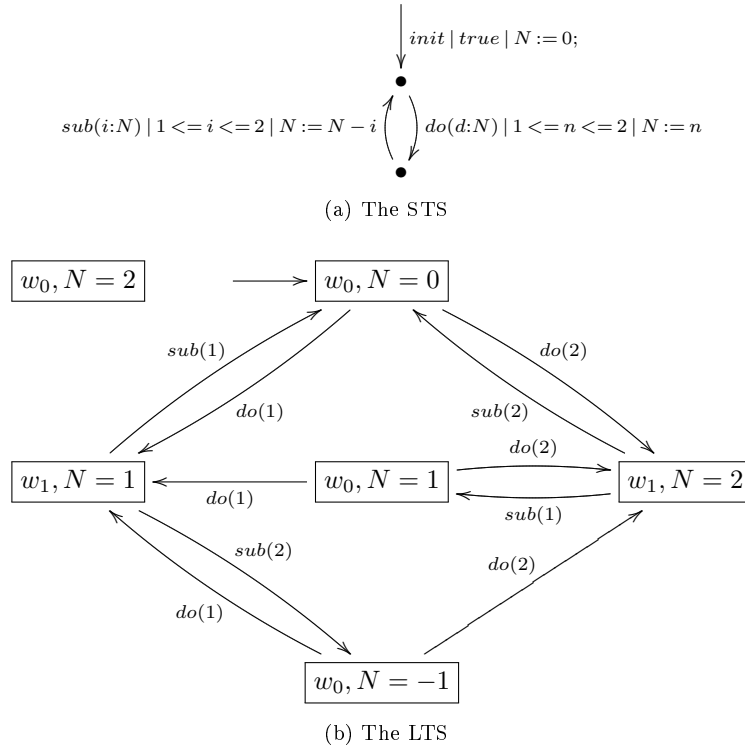 init | true | N := 0;
sub(i:N) | 1 <= i <= 2 | N := N − i
do(d:N) | 1 <= n <= 2 | N := n
(a) The STS
w₀, N = 2
w₀, N = 0
sub(1)
do(2)
do(1)
sub(2)
do(2)
w₁, N = 1
w₀, N = 1
w₁, N = 2
do(1)
sub(1)
sub(2)
do(2)
do(1)
w₀, N = −1
(b) The LTS